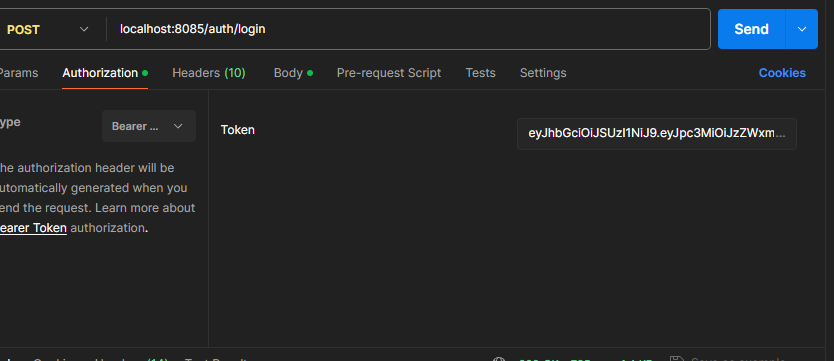 POST
localhost:8085/auth/login
Send
Params
Authorization
Headers (10)
Body
Pre-request Script
Tests
Settings
Cookies
ype
Bearer ...
Token
eyJhbGciOiJSUzI1NiJ9.eyJpc3MiOiJzZWxm...
he authorization header will be
utomatically generated when you
end the request. Learn more about
earer Token authorization.